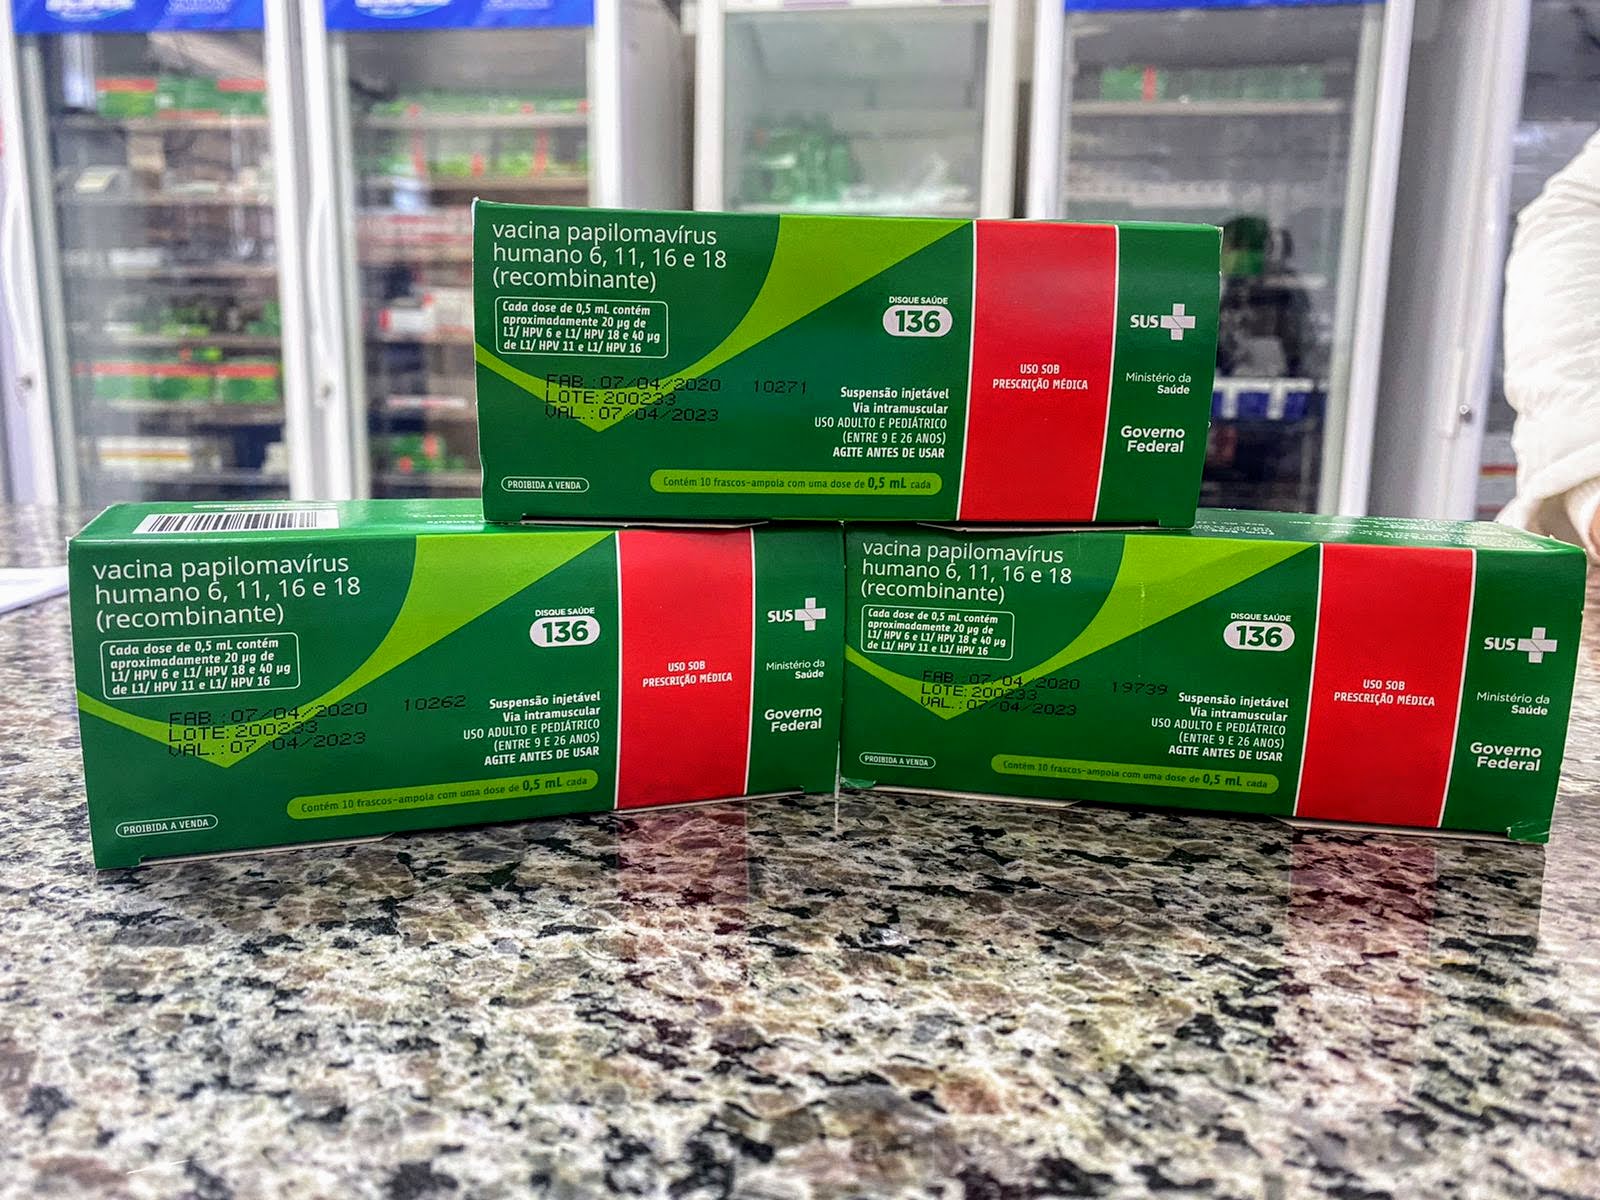 vacina papilomavírus
humano 6, 11, 16 e 18
(recombinante)
Cada dose de 0,5 mL contém
aproximadamente 20 µg de
L1/ HPV 6 e L1/ HPV 18 e 40 µg
de L1/ HPV 11 e L1/ HPV 16
FAB.:07/04/2020 10271
LOTE:200233
VAL.:07/04/2023
DISQUE SAÚDE
136
Suspensão injetável
Via intramuscular
USO ADULTO E PEDIÁTRICO
(ENTRE 9 E 26 ANOS)
AGITE ANTES DE USAR
PROIBIDA A VENDA
Contém 10 frascos-ampola com uma dose de 0,5 mL cada
USO SOB
PRESCRIÇÃO MÉDICA
SUS
Ministério da
Saúde
Governo
Federal
vacina papilomavírus
humano 6, 11, 16 e 18
(recombinante)
Cada dose de 0,5 mL contém
aproximadamente 20 µg de
L1/ HPV 6 e L1/ HPV 18 e 40 µg
de L1/ HPV 11 e L1/ HPV 16
FAB.:07/04/2020 10262
LOTE:200233
VAL.:07/04/2023
DISQUE SAÚDE
136
Suspensão injetável
Via intramuscular
USO ADULTO E PEDIÁTRICO
(ENTRE 9 E 26 ANOS)
AGITE ANTES DE USAR
PROIBIDA A VENDA
Contém 10 frascos-ampola com uma dose de 0,5 mL cada
USO SOB
PRESCRIÇÃO MÉDICA
SUS
Ministério da
Saúde
Governo
Federal
vacina papilomavírus
humano 6, 11, 16 e 18
(recombinante)
Cada dose de 0,5 mL contém
aproximadamente 20 µg de
L1/ HPV 6 e L1/ HPV 18 e 40 µg
de L1/ HPV 11 e L1/ HPV 16
FAB.:07/04/2020 19739
LOTE:200233
VAL.:07/04/2023
DISQUE SAÚDE
136
Suspensão injetável
Via intramuscular
USO ADULTO E PEDIÁTRICO
(ENTRE 9 E 26 ANOS)
AGITE ANTES DE USAR
PROIBIDA A VENDA
Contém 10 frascos-ampola com uma dose de 0,5 mL cada
USO SOB
PRESCRIÇÃO MÉDICA
SUS
Ministério da
Saúde
Governo
Federal